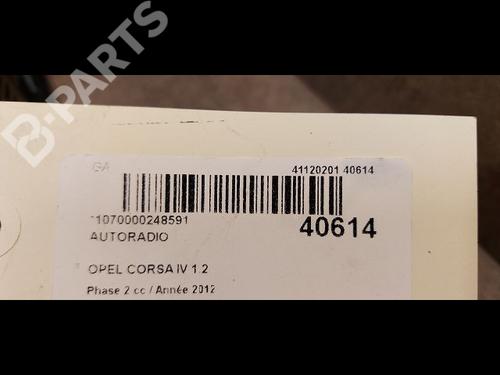 B-PARTS
GA
41120201 40614
*1070000248591
40614
AUTORADIO
OPEL CORSA IV 1.2
Phase 2 cc / Année 2012